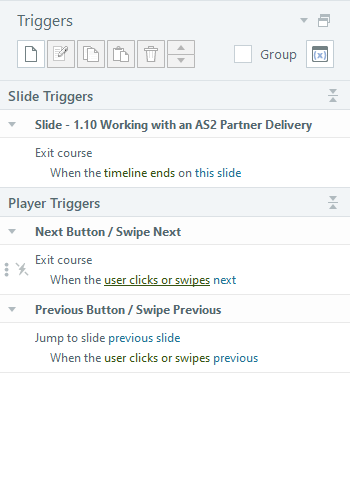 Triggers
Group
(x)
Slide Triggers
Slide - 1.10 Working with an AS2 Partner Delivery
Exit course
When the timeline ends on this slide
Player Triggers
Next Button / Swipe Next
Exit course
When the user clicks or swipes next
Previous Button / Swipe Previous
Jump to slide previous slide
When the user clicks or swipes previous